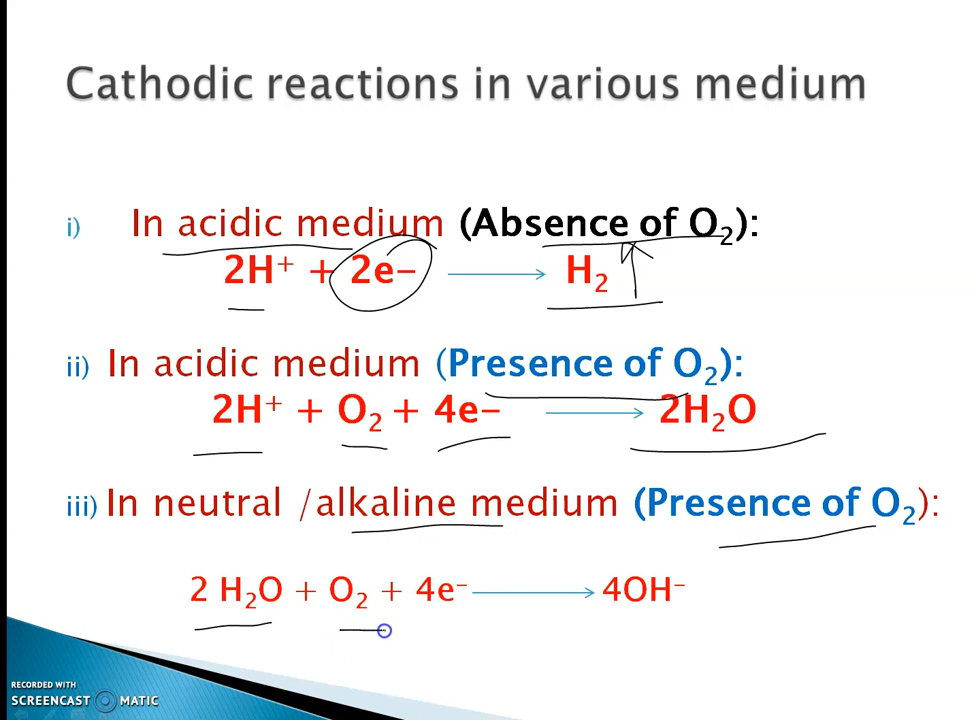 Cathodic reactions in various medium
i) In acidic medium (Absence of O₂):
2H⁺ + 2e− ⟶ H₂ ↑
ii) In acidic medium (Presence of O₂):
2H⁺ + O₂ + 4e− ⟶ 2H₂O
iii) In neutral /alkaline medium (Presence of O₂):
2 H₂O + O₂ + 4e⁻ ⟶ 4OH⁻
RECORDED WITH
SCREENCAST MATIC